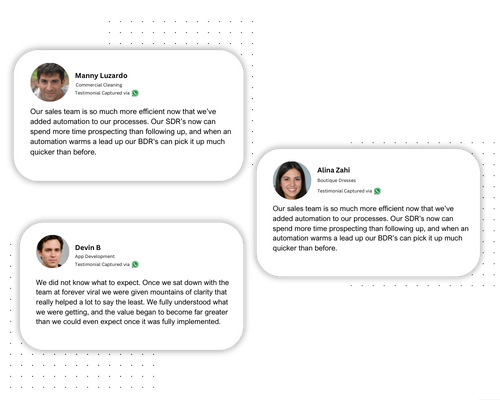 Manny Luzardo
Commercial Cleaning
Testimonial Captured via
Our sales team is so much more efficient now that we've
added automation to our processes. Our SDR's now can
spend more time prospecting than following up, and when an
automation warms a lead up our BDR's can pick it up much
quicker than before.
Alina Zahi
Boutique Dresses
Testimonial Captured via
Our sales team is so much more efficient now that we've
added automation to our processes. Our SDR's now can
spend more time prospecting than following up, and when an
automation warms a lead up our BDR's can pick it up much
quicker than before.
Devin B
App Development
Testimonial Captured via
We did not know what to expect. Once we sat down with the
team at forever viral we were given mountains of clarity that
really helped a lot to say the least. We fully understood what
we were getting, and the value began to become far greater
than we could even expect once it was fully implemented.